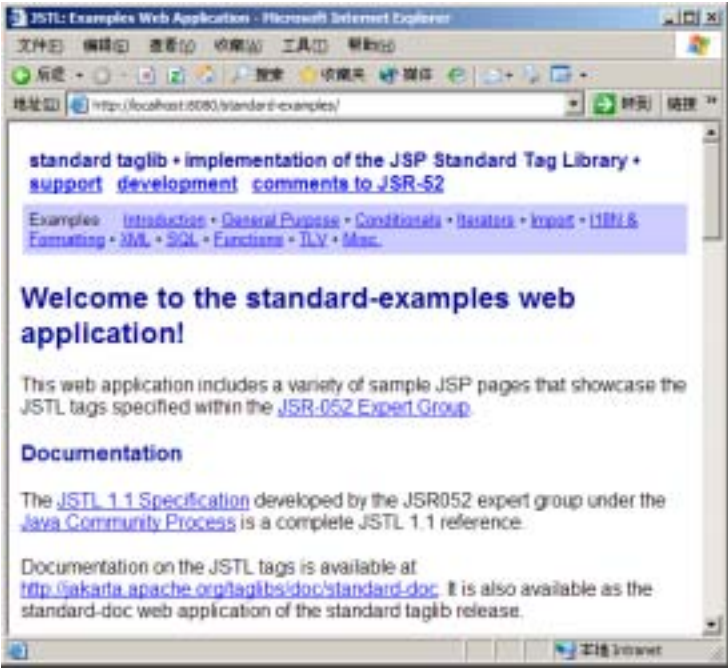 JSTL: Examples Web Application - Microsoft Internet Explorer
文件(F) 编辑(E) 查看(V) 收藏(A) 工具(T) 帮助(H)
后退 搜索 收藏夹 媒体
地址(D) http://localhost:8080/standard-examples/ 转到 链接 »
standard taglib • implementation of the JSP Standard Tag Library •
support development comments to JSR-52
Examples Introduction • General Purpose • Conditionals • Iterators • Import • I18N &
Formatting • XML • SQL • Functions • TLV • Misc.
Welcome to the standard-examples web
application!
This web application includes a variety of sample JSP pages that showcase the
JSTL tags specified within the JSR-052 Expert Group.
Documentation
The JSTL 1.1 Specification developed by the JSR052 expert group under the
Java Community Process is a complete JSTL 1.1 reference.
Documentation on the JSTL tags is available at
http://jakarta.apache.org/taglibs/doc/standard-doc. It is also available as the
standard-doc web application of the standard taglib release.
本地 Intranet